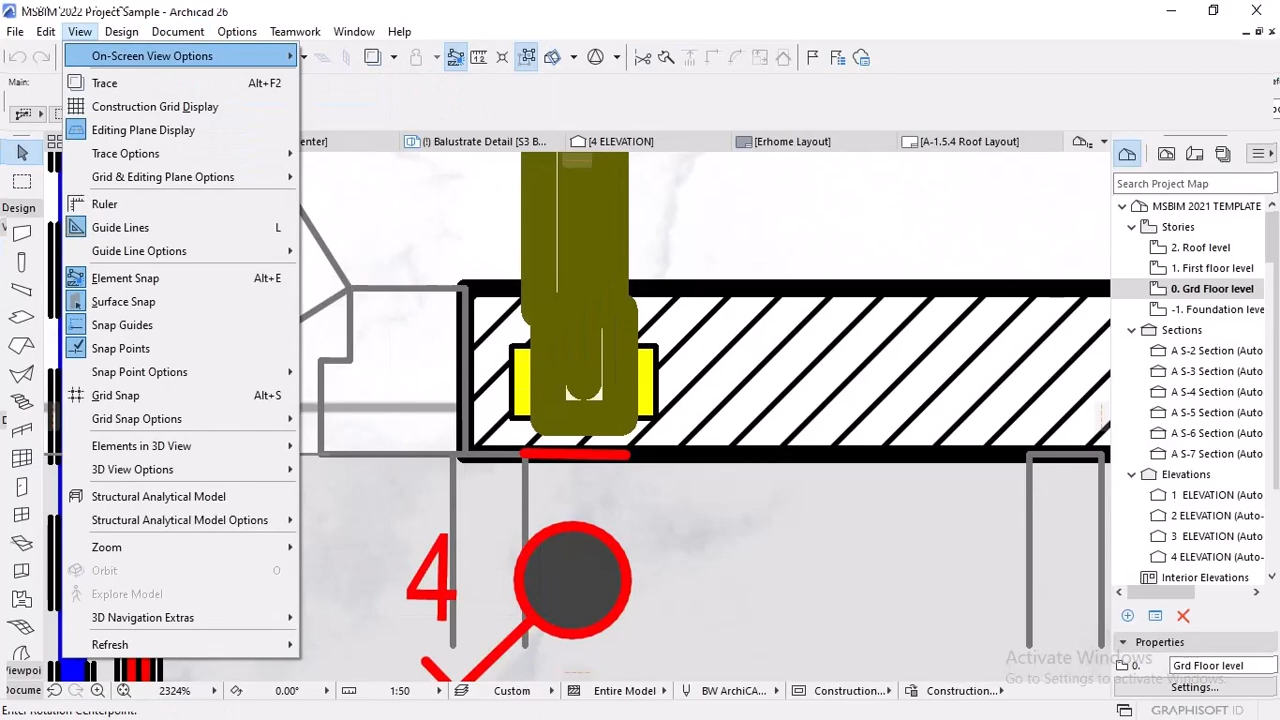 MSBIM 2022 Project Sample - Archicad 26
File Edit View Design Document Options Teamwork Window Help
Main:
On-Screen View Options
Trace Alt+F2
Construction Grid Display
Editing Plane Display
Trace Options
Grid & Editing Plane Options
Ruler
Guide Lines L
Guide Line Options
Element Snap Alt+E
Surface Snap
Snap Guides
Snap Points
Snap Point Options
Grid Snap Alt+S
Grid Snap Options
Elements in 3D View
3D View Options
Structural Analytical Model
Structural Analytical Model Options
Zoom
Orbit O
Explore Model
3D Navigation Extras
Refresh
Design
Viewpoi
Docume
enter]
(!) Balustrate Detail [S3 B...
[4 ELEVATION]
[Erhome Layout]
[A-1.5.4 Roof Layout]
4
Search Project Map
MSBIM 2021 TEMPLATE
Stories
2. Roof level
1. First floor level
0. Grd Floor level
-1. Foundation leve
Sections
A S-2 Section (Auto
A S-3 Section (Auto
A S-4 Section (Auto
A S-5 Section (Auto
A S-6 Section (Auto
A S-7 Section (Auto
Elevations
1 ELEVATION (Auto
2 ELEVATION (Auto-
3 ELEVATION (Auto
4 ELEVATION (Auto-
Interior Elevations
Properties
0. Grd Floor level
Settings...
Activate Windows
Go to Settings to activate Windows.
2324% 0.00° 1:50 Custom Entire Model BW ArchiCA... Construction... Construction...
Enter Rotation Centerpoint.
GRAPHISOFT ID